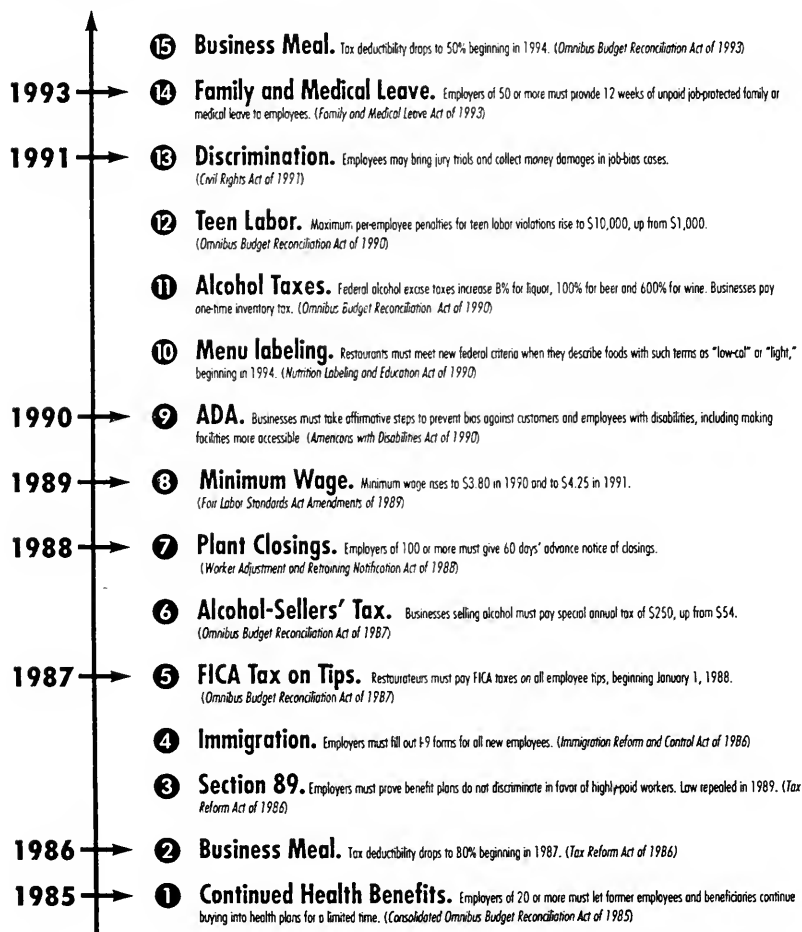 15 Business Meal. Tax deductibility drops to 50% beginning in 1994. (Omnibus Budget Reconciliation Act of 1993)
1993 14 Family and Medical Leave. Employers of 50 or more must provide 12 weeks of unpaid job-protected family or
medical leave to employees. (Family and Medical Leave Act of 1993)
1991 13 Discrimination. Employees may bring jury trials and collect money damages in job-bias cases.
(Civil Rights Act of 1991)
12 Teen Labor. Maximum per-employee penalties for teen labor violations rise to $10,000, up from $1,000.
(Omnibus Budget Reconciliation Act of 1990)
11 Alcohol Taxes. Federal alcohol excise taxes increase 8% for liquor, 100% for beer and 600% for wine. Businesses pay
one-time inventory tax. (Omnibus Budget Reconciliation Act of 1990)
10 Menu labeling. Restaurants must meet new federal criteria when they describe foods with such terms as "low-cal" or "light,"
beginning in 1994. (Nutrition Labeling and Education Act of 1990)
1990 9 ADA. Businesses must take affirmative steps to prevent bias against customers and employees with disabilities, including making
facilities more accessible (Americans with Disabilities Act of 1990)
1989 8 Minimum Wage. Minimum wage rises to $3.80 in 1990 and to $4.25 in 1991.
(Fair Labor Standards Act Amendments of 1989)
1988 7 Plant Closings. Employers of 100 or more must give 60 days' advance notice of closings.
(Worker Adjustment and Retraining Notification Act of 1988)
6 Alcohol-Sellers' Tax. Businesses selling alcohol must pay special annual tax of $250, up from $54.
(Omnibus Budget Reconciliation Act of 1987)
1987 5 FICA Tax on Tips. Restaurateurs must pay FICA taxes on all employee tips, beginning January 1, 1988.
(Omnibus Budget Reconciliation Act of 1987)
4 Immigration. Employers must fill out I-9 forms for all new employees. (Immigration Reform and Control Act of 1986)
3 Section 89. Employers must prove benefit plans do not discriminate in favor of highly-paid workers. Law repealed in 1989. (Tax
Reform Act of 1986)
1986 2 Business Meal. Tax deductibility drops to 80% beginning in 1987. (Tax Reform Act of 1986)
1985 1 Continued Health Benefits. Employers of 20 or more must let former employees and beneficiaries continue
buying into health plans for a limited time. (Consolidated Omnibus Budget Reconciliation Act of 1985)